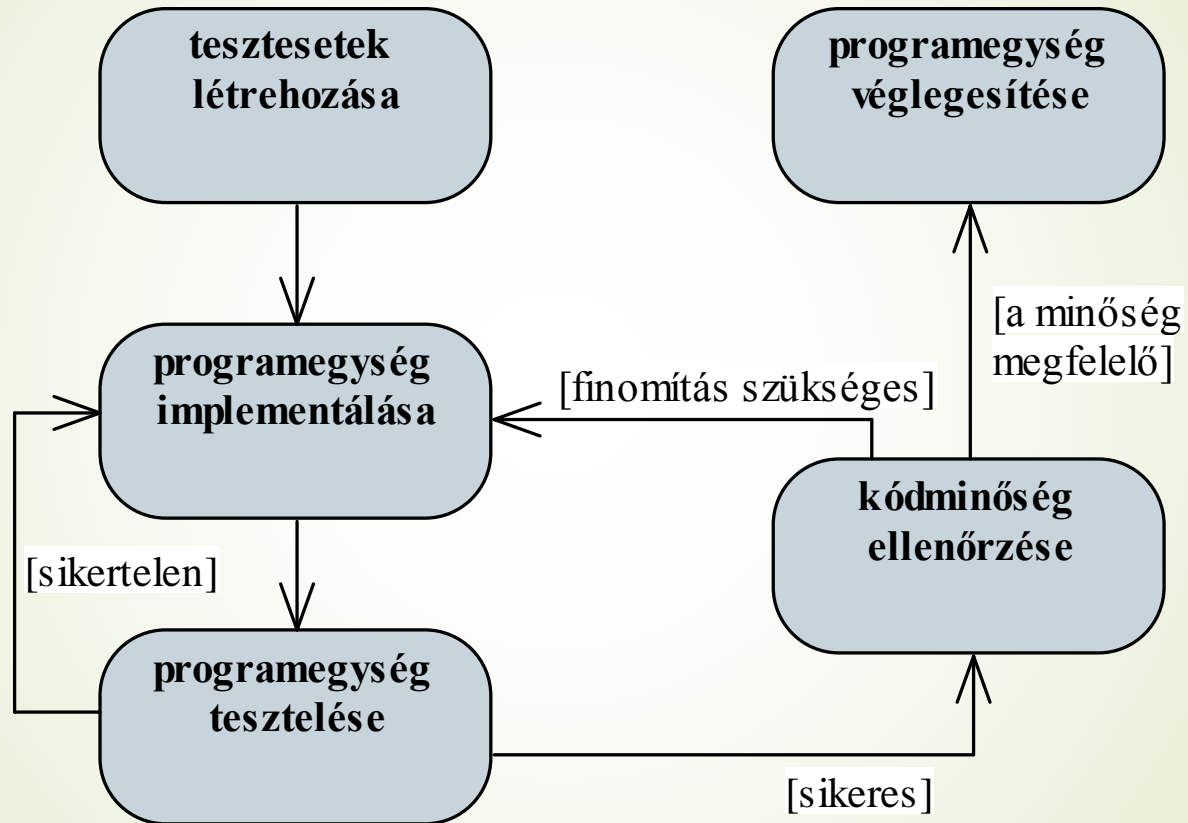 tesztesetek
létrehozása
programegység
véglegesítése
programegység
implementálása
[finomítás szükséges]
[a minőség
megfelelő]
kódminőség
ellenőrzése
[sikertelen]
programegység
tesztelése
[sikeres]